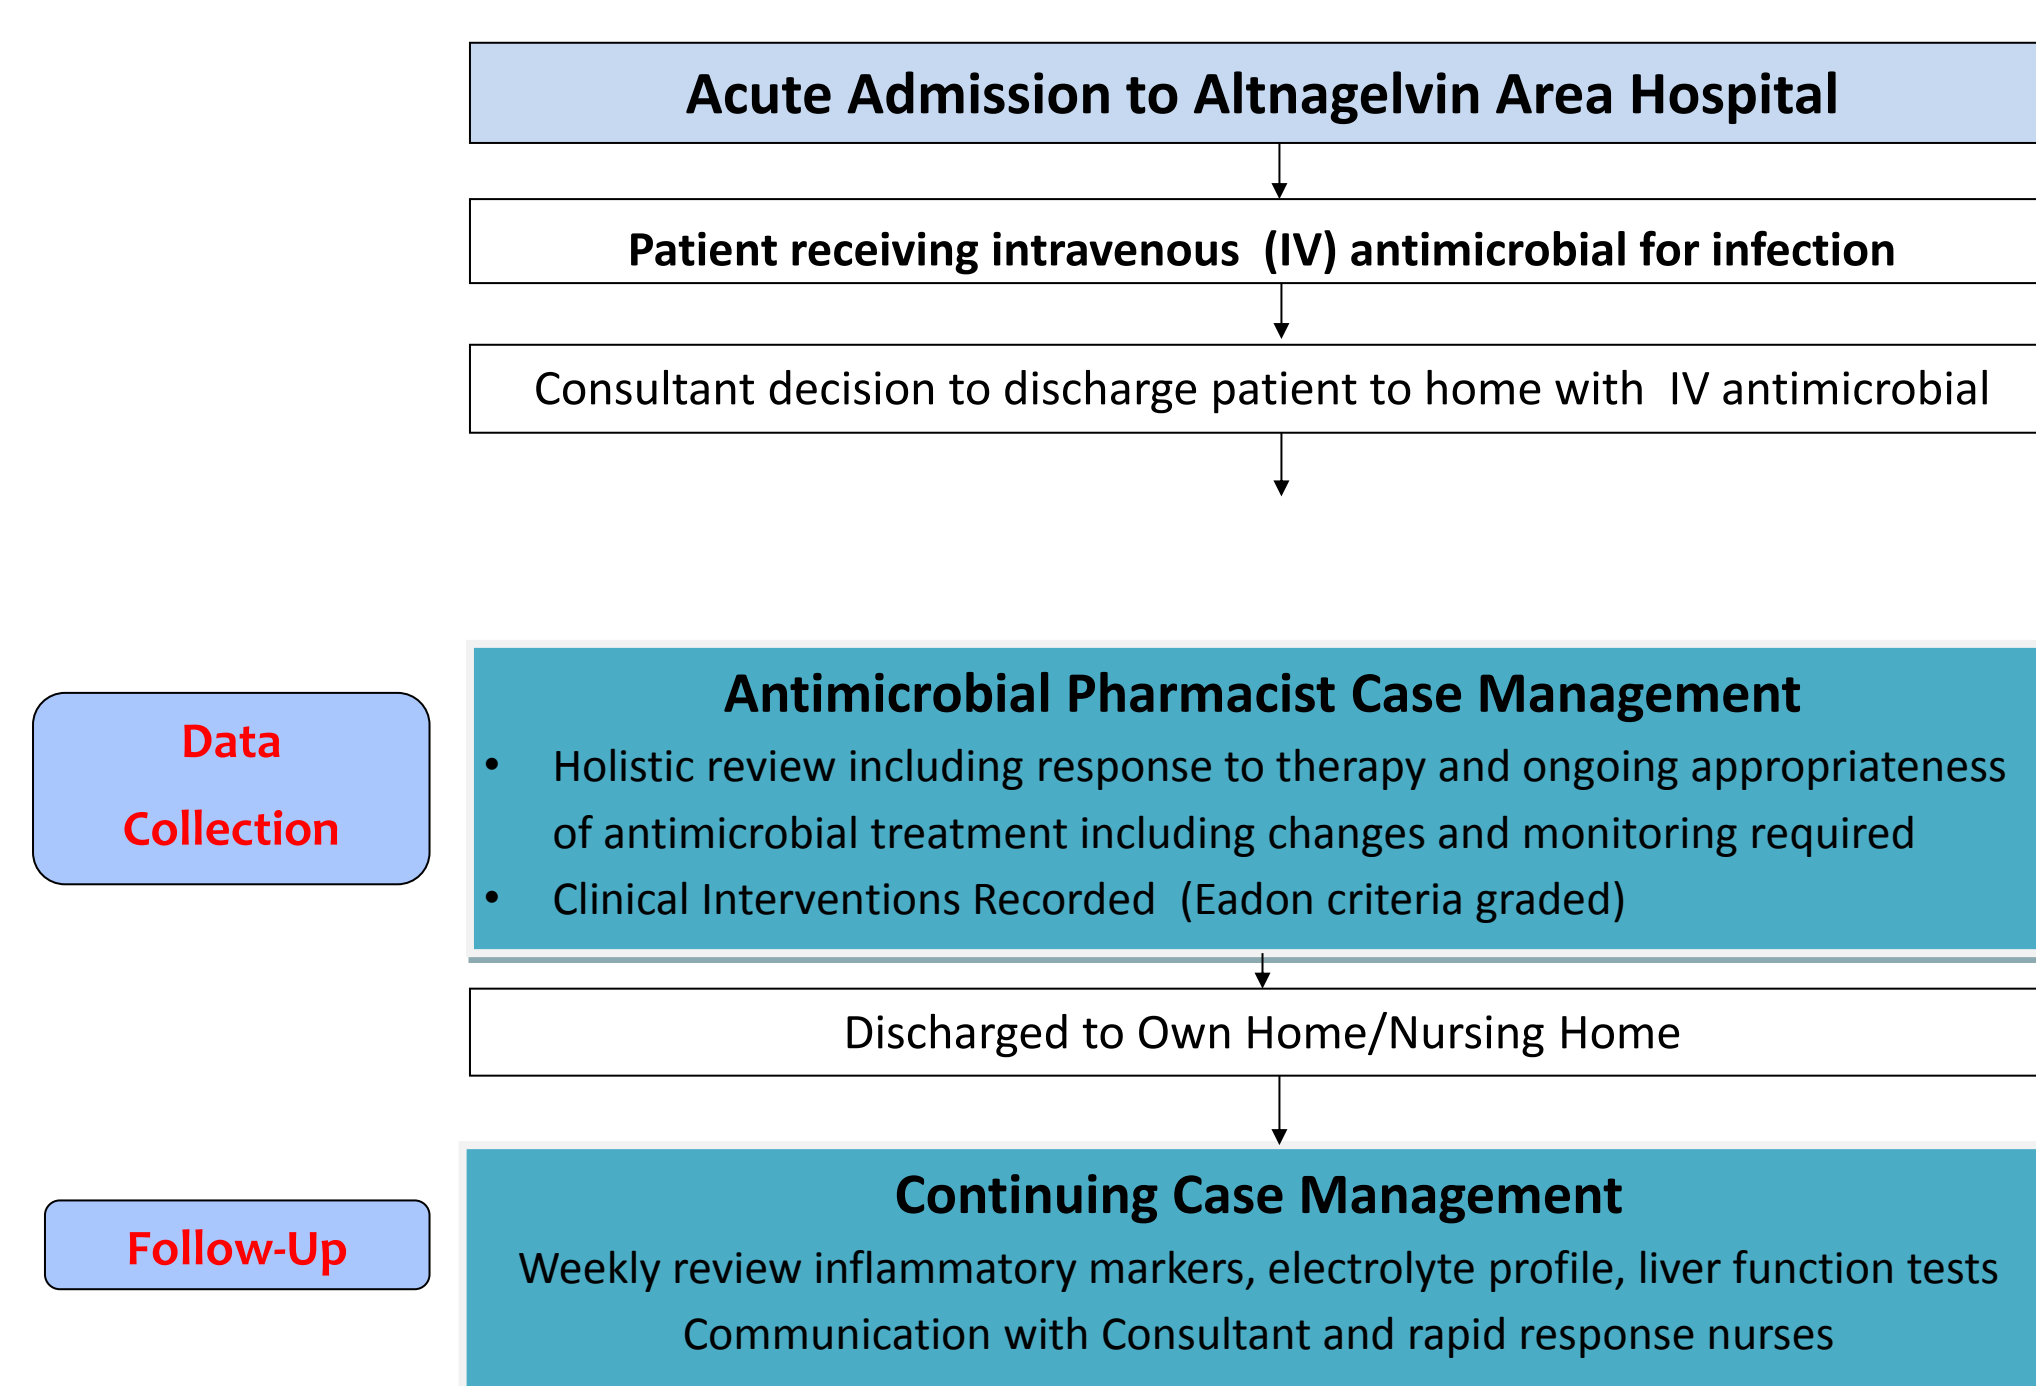 Acute Admission to Altnagelvin Area Hospital
Patient receiving intravenous (IV) antimicrobial for infection
Consultant decision to discharge patient to home with IV antimicrobial
Data
Collection
Antimicrobial Pharmacist Case Management
• Holistic review including response to therapy and ongoing appropriateness
of antimicrobial treatment including changes and monitoring required
• Clinical Interventions Recorded (Eadon criteria graded)
Discharged to Own Home/Nursing Home
Follow-Up
Continuing Case Management
Weekly review inflammatory markers, electrolyte profile, liver function tests
Communication with Consultant and rapid response nurses